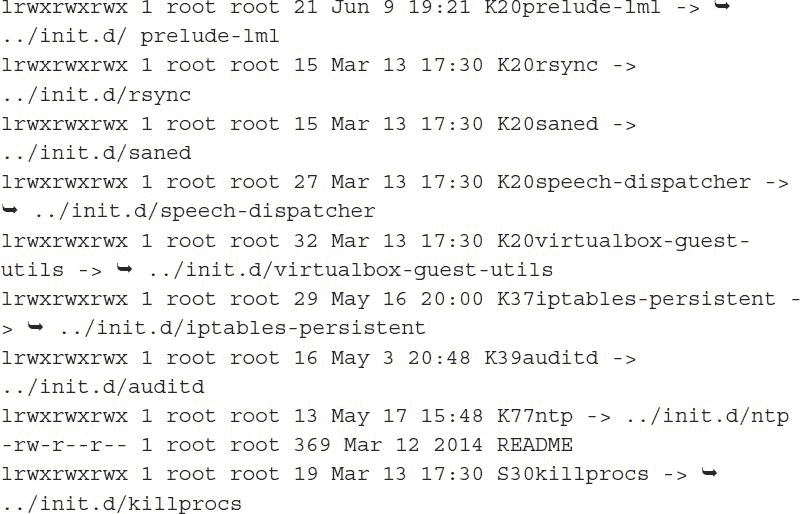 lrwxrwxrwx 1 root root 21 Jun 9 19:21 K20prelude-lml -> ➥
../init.d/ prelude-lml
lrwxrwxrwx 1 root root 15 Mar 13 17:30 K20rsync ->
../init.d/rsync
lrwxrwxrwx 1 root root 15 Mar 13 17:30 K20saned ->
../init.d/saned
lrwxrwxrwx 1 root root 27 Mar 13 17:30 K20speech-dispatcher ->
➥ ../init.d/speech-dispatcher
lrwxrwxrwx 1 root root 32 Mar 13 17:30 K20virtualbox-guest-
utils -> ➥ ../init.d/virtualbox-guest-utils
lrwxrwxrwx 1 root root 29 May 16 20:00 K37iptables-persistent -
> ➥ ../init.d/iptables-persistent
lrwxrwxrwx 1 root root 16 May 3 20:48 K39auditd ->
../init.d/auditd
lrwxrwxrwx 1 root root 13 May 17 15:48 K77ntp -> ../init.d/ntp
-rw-r--r-- 1 root root 369 Mar 12 2014 README
lrwxrwxrwx 1 root root 19 Mar 13 17:30 S30killprocs -> ➥
../init.d/killprocs